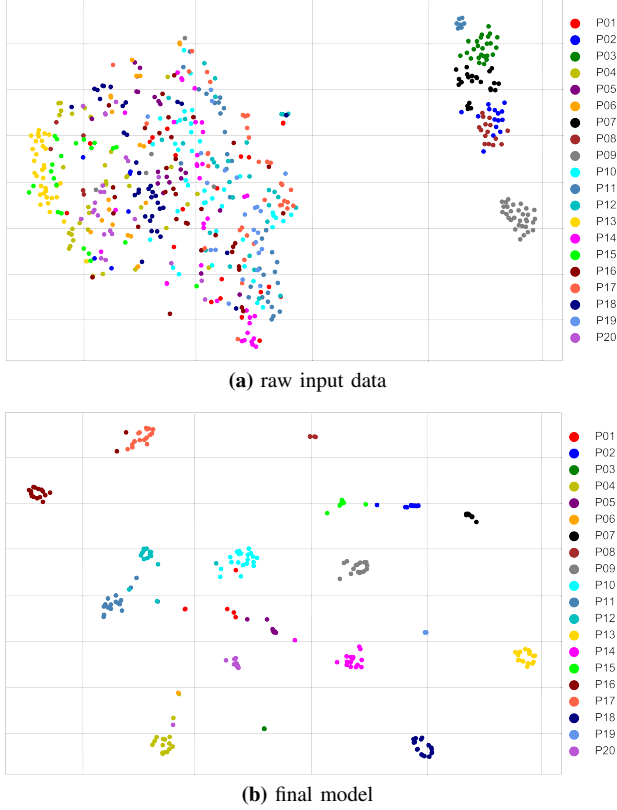 P01
P02
P03
P04
P05
P06
P07
P08
P09
P10
P11
P12
P13
P14
P15
P16
P17
P18
P19
P20
(a) raw input data
P01
P02
P03
P04
P05
P06
P07
P08
P09
P10
P11
P12
P13
P14
P15
P16
P17
P18
P19
P20
(b) final model